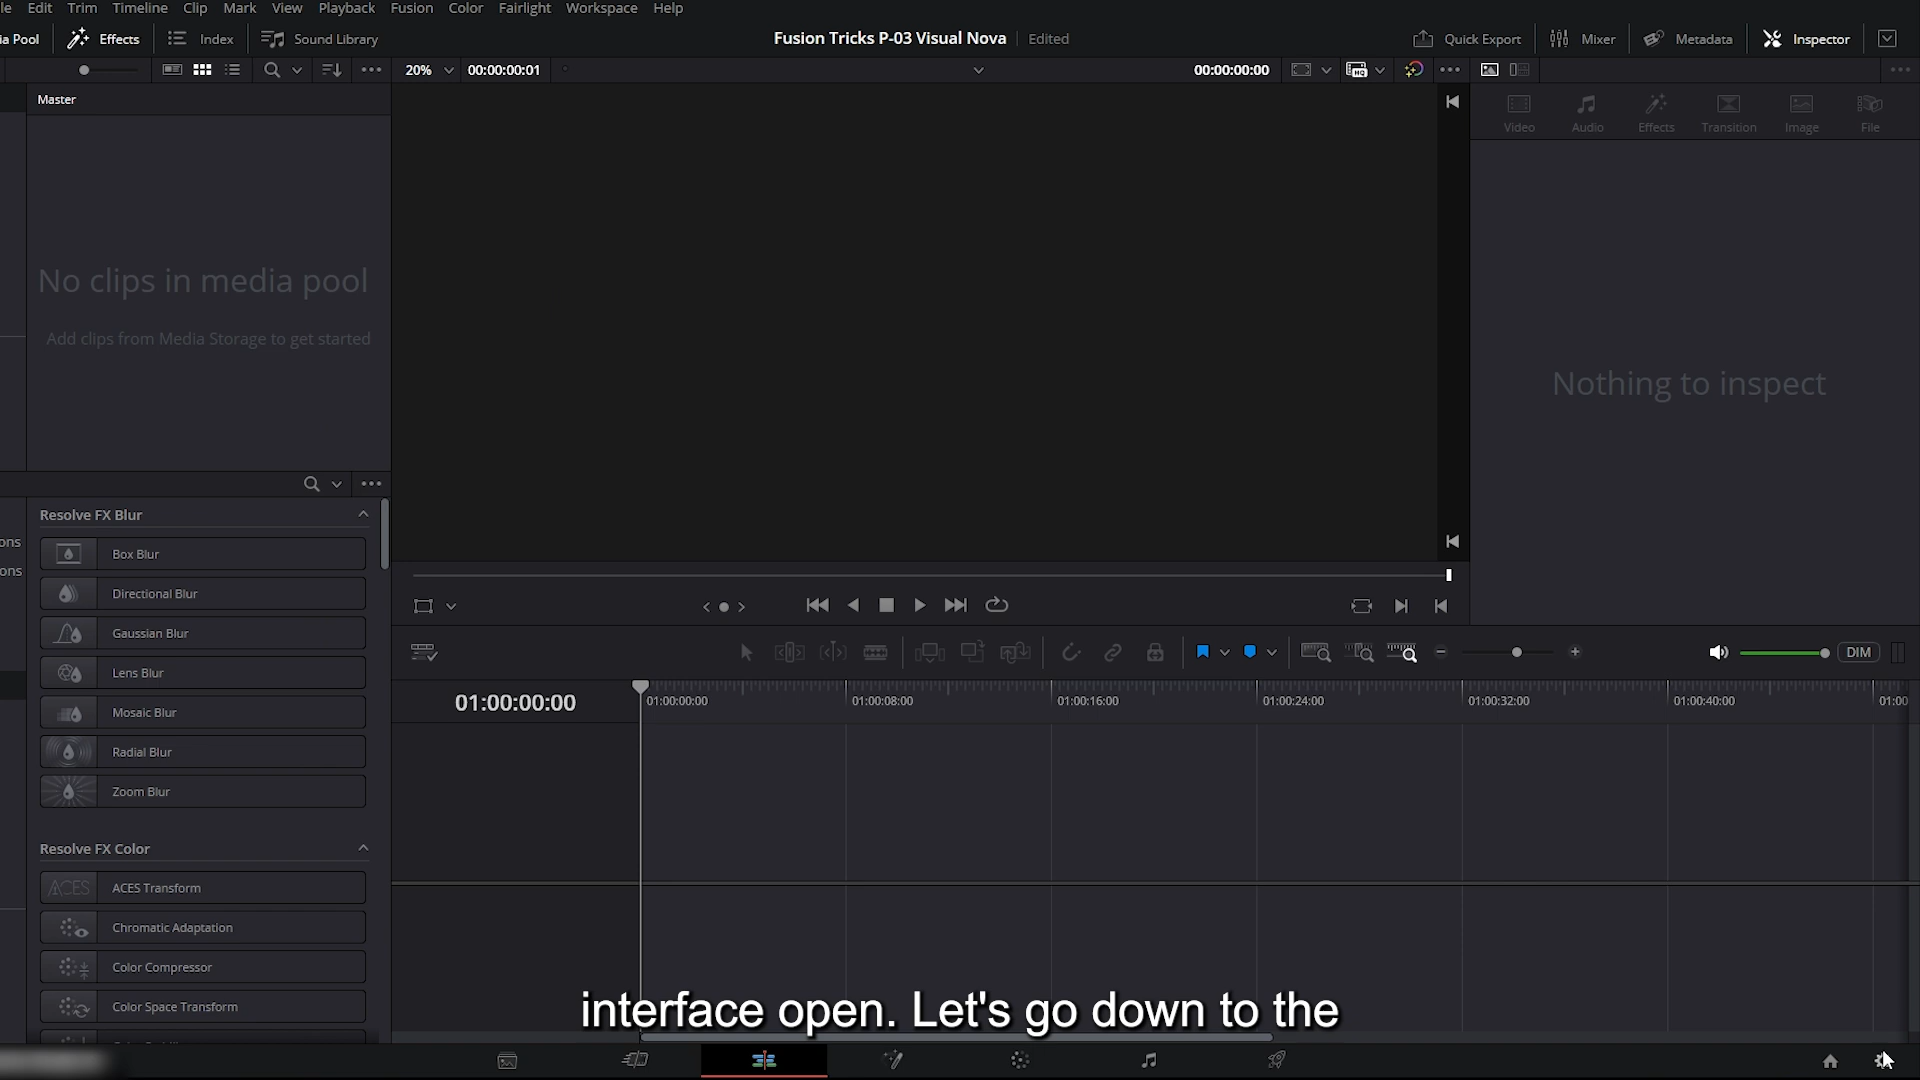 le Edit Trim Timeline Clip Mark View Playback Fusion Color Fairlight Workspace Help
ia Pool Effects Index Sound Library Fusion Tricks P-03 Visual Nova Edited Quick Export Mixer Metadata Inspector
20% 00:00:00:01 00:00:00:00
Master
Video Audio Effects Transition Image File
No clips in media pool
Add clips from Media Storage to get started
Nothing to inspect
Resolve FX Blur
ons
Box Blur
ons
Directional Blur
Gaussian Blur
Lens Blur
Mosaic Blur
Radial Blur
Zoom Blur
DIM
01:00:00:00
01:00:00:00 01:00:08:00 01:00:16:00 01:00:24:00 01:00:32:00 01:00:40:00 01:00
Resolve FX Color
ACES ACES Transform
Chromatic Adaptation
Color Compressor
Color Space Transform
interface open. Let's go down to the